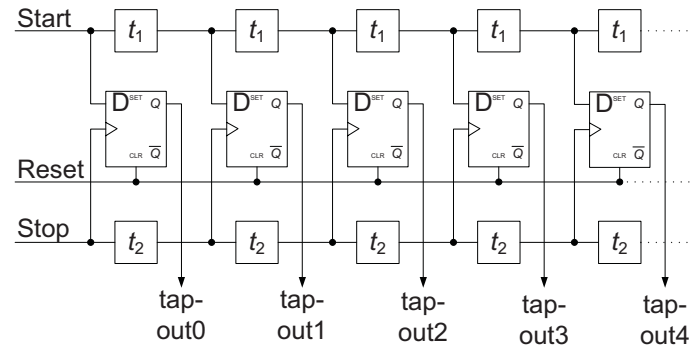 Start
t1 t1 t1 t1 t1
D SET Q D SET Q D SET Q D SET Q D SET Q
CLR Q CLR Q CLR Q CLR Q CLR Q
Reset
Stop
t2 t2 t2 t2 t2
tap- tap- tap- tap- tap-
out0 out1 out2 out3 out4